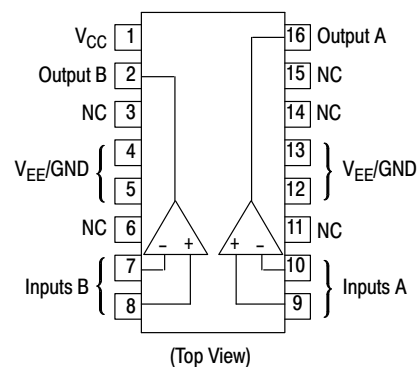 V_CC 1 16 Output A
Output B 2 15 NC
NC 3 14 NC
4 13
V_EE/GND { } V_EE/GND
5 12
NC 6 11 NC
− + + −
7 10
Inputs B { } Inputs A
8 9
(Top View)